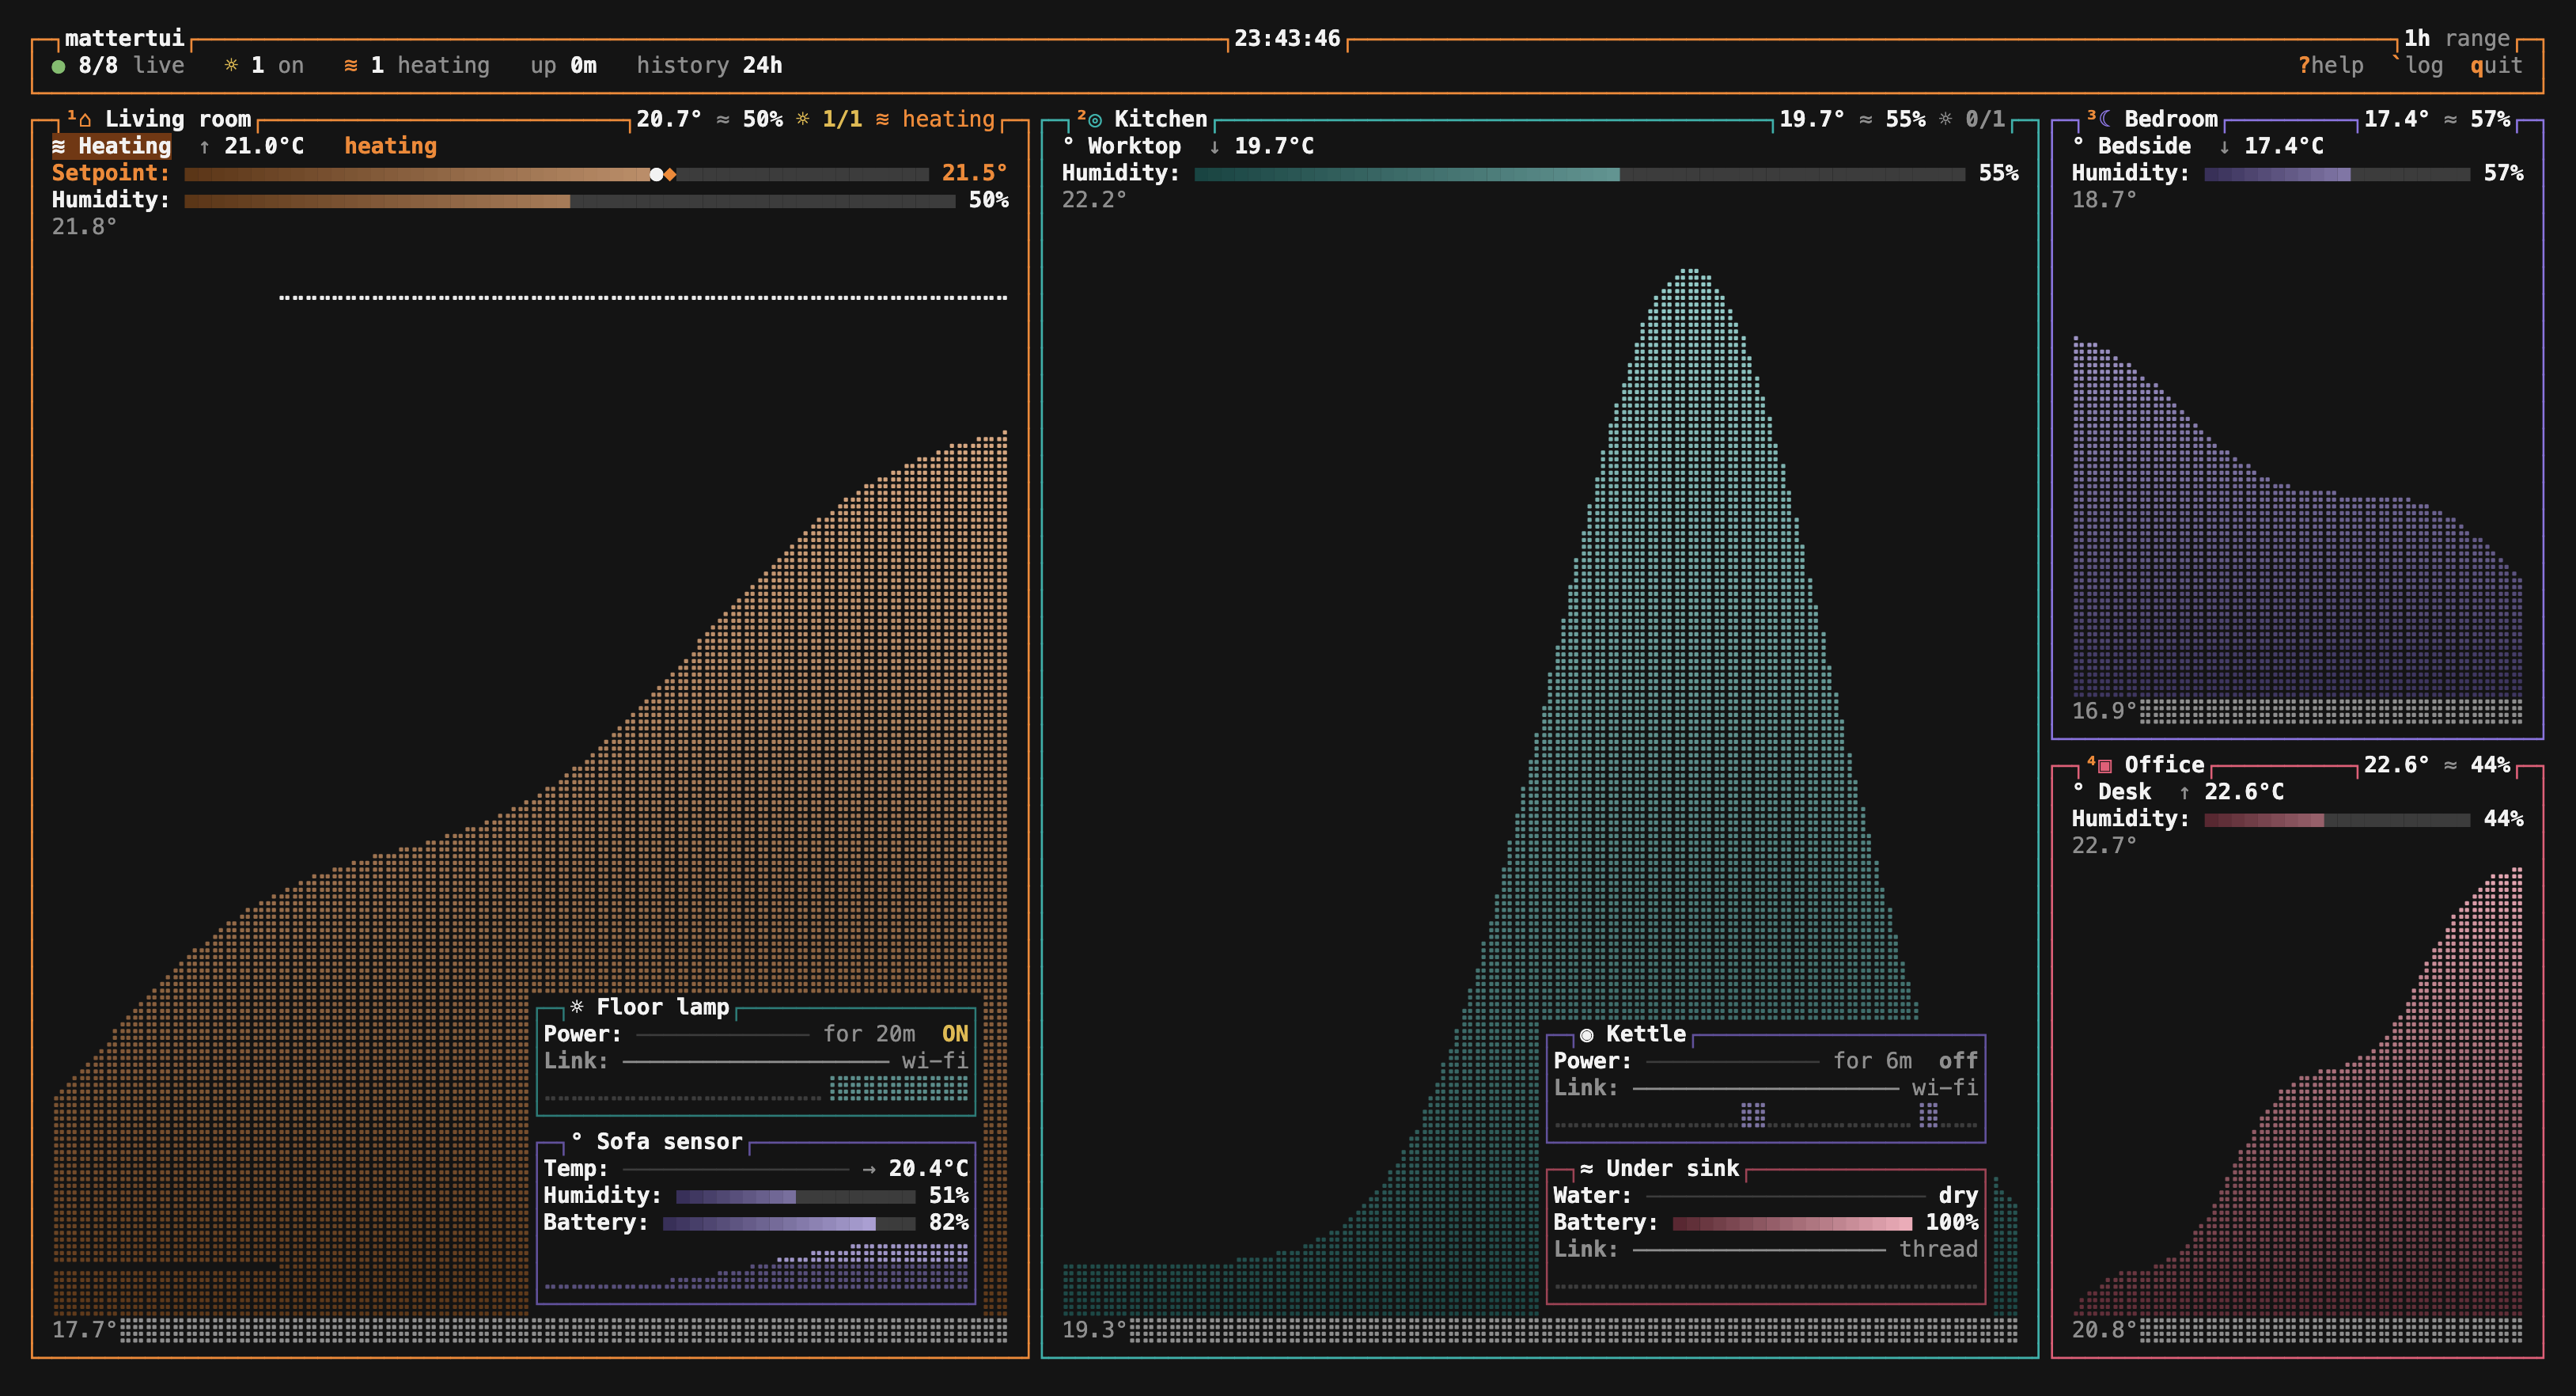 mattertui 23:43:46 1h range
● 8/8 live ☼ 1 on ≋ 1 heating up 0m history 24h ?help `log quit
¹⌂ Living room 20.7° ≈ 50% ☼ 1/1 ≋ heating
≋ Heating ↑ 21.0°C heating
Setpoint: 21.5°
Humidity: 50%
21.8°
☼ Floor lamp
Power: for 20m ON
Link: wi-fi
° Sofa sensor
Temp: → 20.4°C
Humidity: 51%
Battery: 82%
17.7°
²◎ Kitchen 19.7° ≈ 55% ☼ 0/1
° Worktop ↓ 19.7°C
Humidity: 55%
22.2°
◉ Kettle
Power: for 6m off
Link: wi-fi
≈ Under sink
Water: dry
Battery: 100%
Link: thread
19.3°
³☾ Bedroom 17.4° ≈ 57%
° Bedside ↓ 17.4°C
Humidity: 57%
18.7°
16.9°
⁴▣ Office 22.6° ≈ 44%
° Desk ↑ 22.6°C
Humidity: 44%
22.7°
20.8°